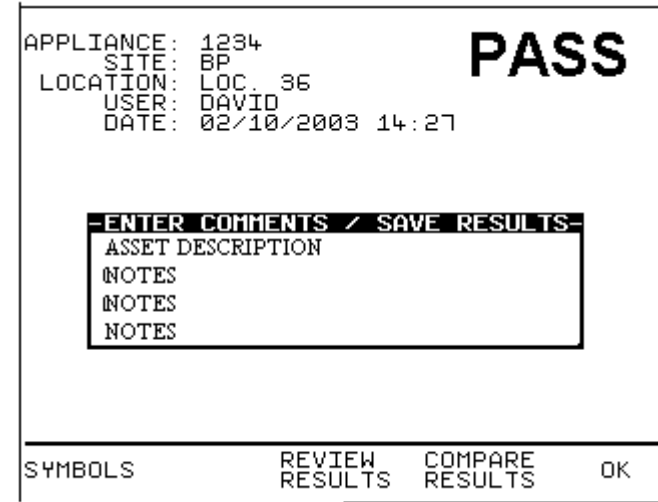 APPLIANCE: 1234
PASS
SITE: BP
LOCATION: LOC. 36
USER: DAVID
DATE: 02/10/2003 14:27
-ENTER COMMENTS / SAVE RESULTS-
ASSET DESCRIPTION
NOTES
NOTES
NOTES
SYMBOLS
REVIEW RESULTS
COMPARE RESULTS
OK